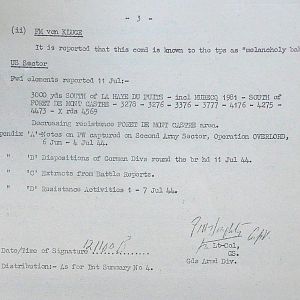 - 3 -
(ii) FM von KLUGE
It is reported that this comd is known to the tps as "melancholy
US Sector
Fwd elements reported 11 Jul:-
3000 yds SOUTH of LA HAYE DU PUITS - incl MOBECQ 1981 - SOUTH of
FORET DE MONT CASTRE - 3278 - 3276 - 3376 - 3777 - 4176 - 4275 -
4473 - X rds 4569
Decreasing resistance FORET DE MONT CASTRE area.
'A'-Notes on PW captured on Second Army Sector, Operation OVERLORD,
6 Jun - 4 Jul 44.
" 'B' Dispositions of German Divs round the br hd 11 Jul 44.
" 'C' Extracts from Battle Reports.
" 'D' Resistance Activities 1 - 7 Jul 44.
Capt.
Lt-Col,
GS.
Date/Time of Signature
Gds Armd Div.
Distribution:- As for Int Summary No 4.